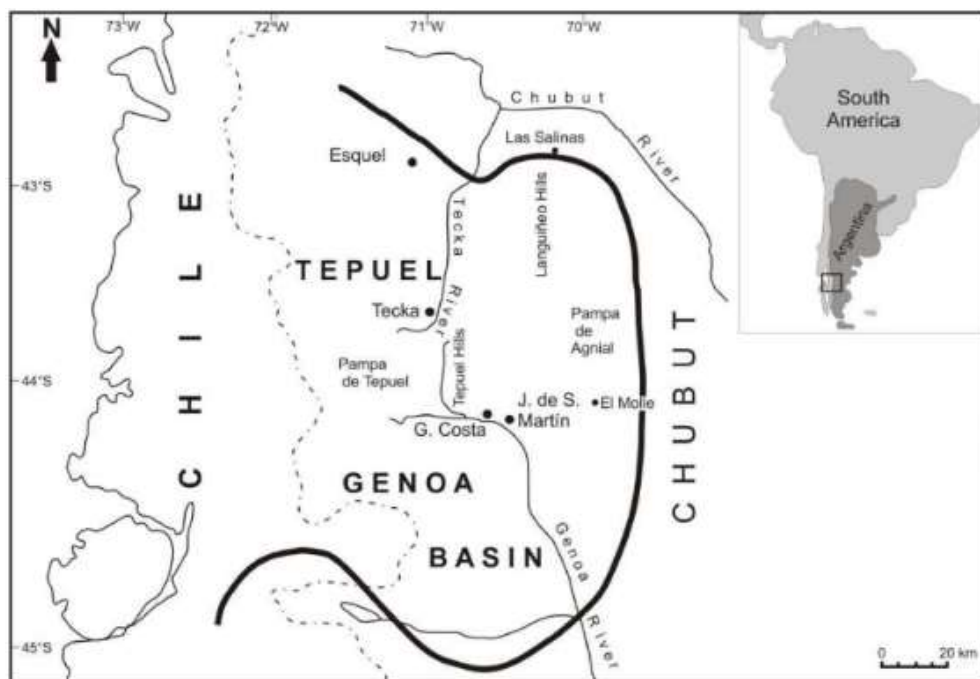 73°W
72°W
71°W
70°W
N
Chubut
River
Las Salinas
Esquel
43°S
Tecka
River
Languiñeo Hills
TEPUEL
Tecka
Pampa
de
Agnial
Tepuel Hills
Pampa
de Tepuel
44°S
J. de S.
Martín
El Molle
G. Costa
CHILE
CHUBUT
GENOA
BASIN
Genoa
River
45°S
0 20 km
South
America
Argentina